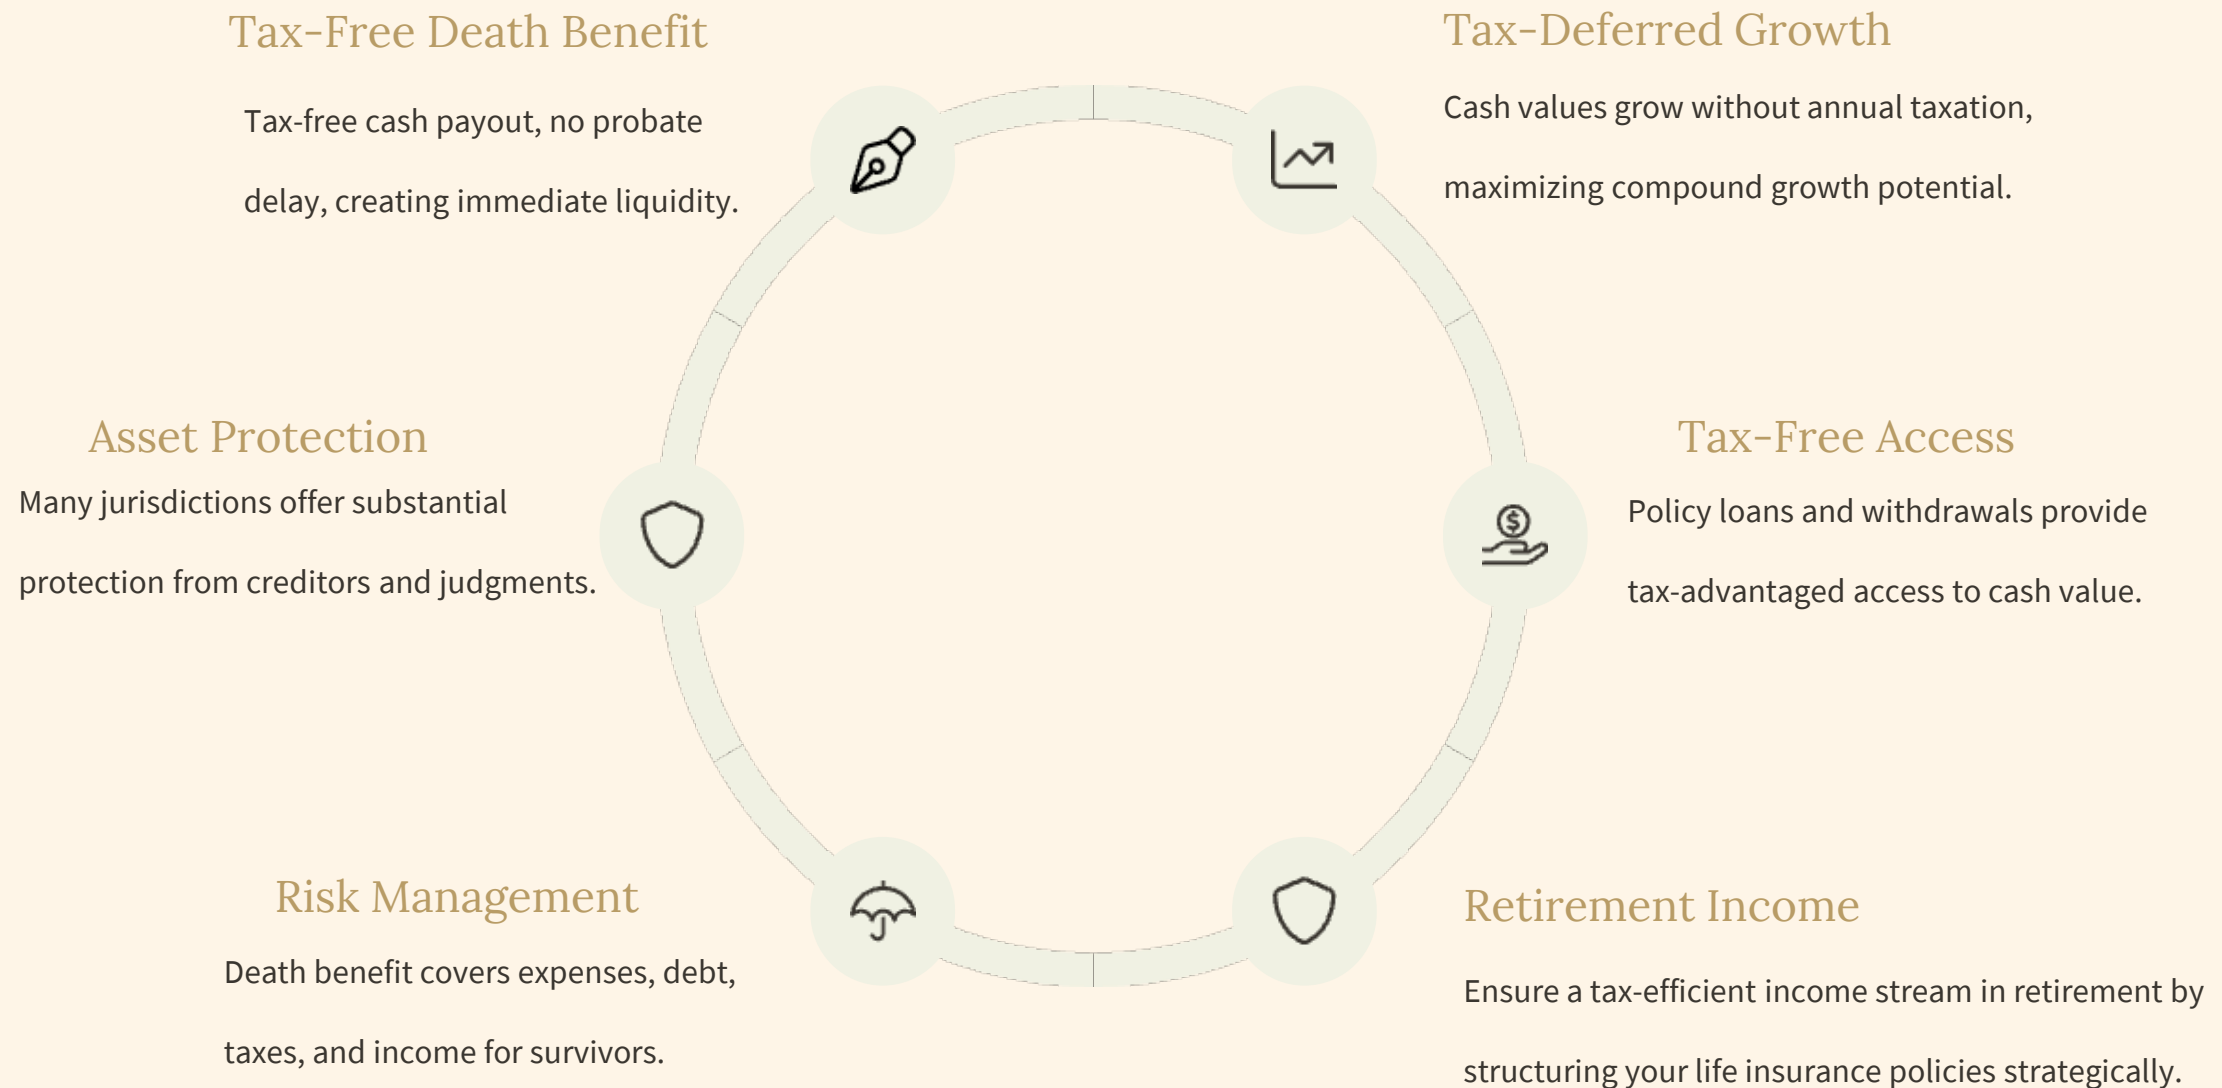 Tax-Free Death Benefit
Tax-free cash payout, no probate
delay, creating immediate liquidity.
Tax-Deferred Growth
Cash values grow without annual taxation,
maximizing compound growth potential.
Asset Protection
Many jurisdictions offer substantial
protection from creditors and judgments.
Tax-Free Access
Policy loans and withdrawals provide
tax-advantaged access to cash value.
Risk Management
Death benefit covers expenses, debt,
taxes, and income for survivors.
Retirement Income
Ensure a tax-efficient income stream in retirement by
structuring your life insurance policies strategically.